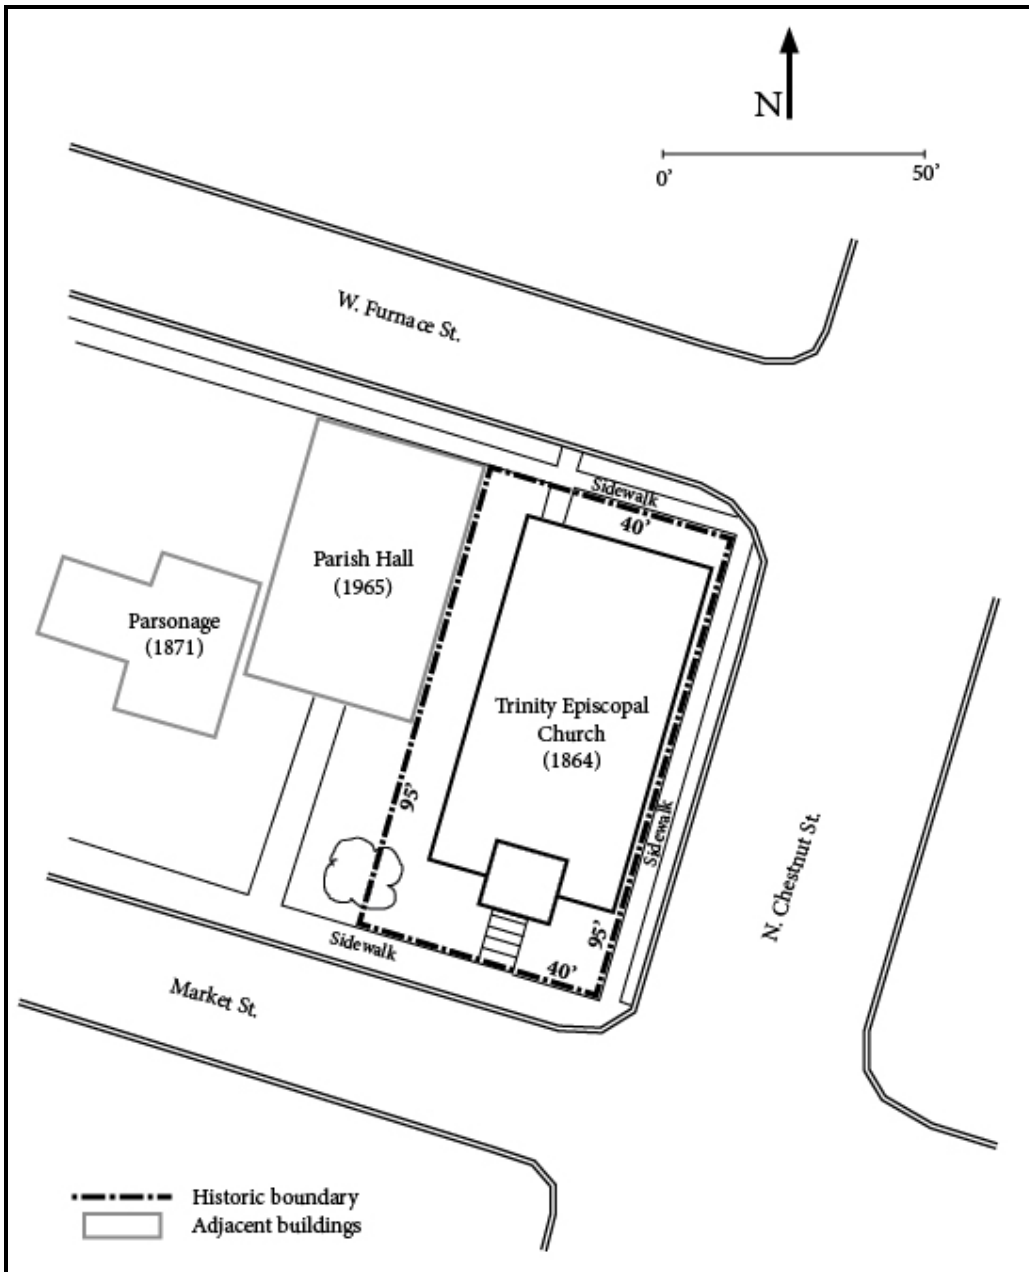 N
0’
50’
W. Furnace St.
Sidewalk
40’
Parish Hall
(1965)
Parsonage
(1871)
Trinity Episcopal
Church
(1864)
95’
Sidewalk
N. Chestnut St.
95’
Sidewalk
40’
Market St.
Historic boundary
Adjacent buildings